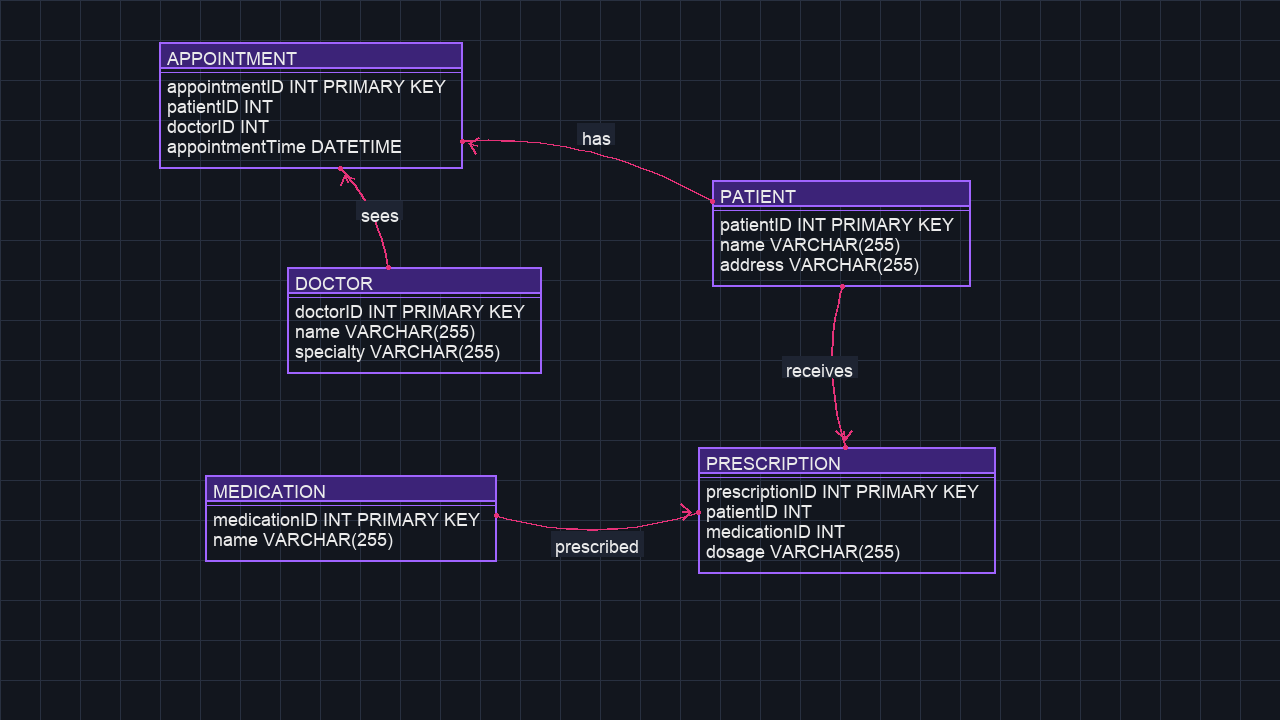 APPOINTMENT
appointmentID INT PRIMARY KEY
patientID INT
doctorID INT
appointmentTime DATETIME
has
PATIENT
patientID INT PRIMARY KEY
name VARCHAR(255)
address VARCHAR(255)
sees
DOCTOR
doctorID INT PRIMARY KEY
name VARCHAR(255)
specialty VARCHAR(255)
receives
MEDICATION
medicationID INT PRIMARY KEY
name VARCHAR(255)
prescribed
PRESCRIPTION
prescriptionID INT PRIMARY KEY
patientID INT
medicationID INT
dosage VARCHAR(255)